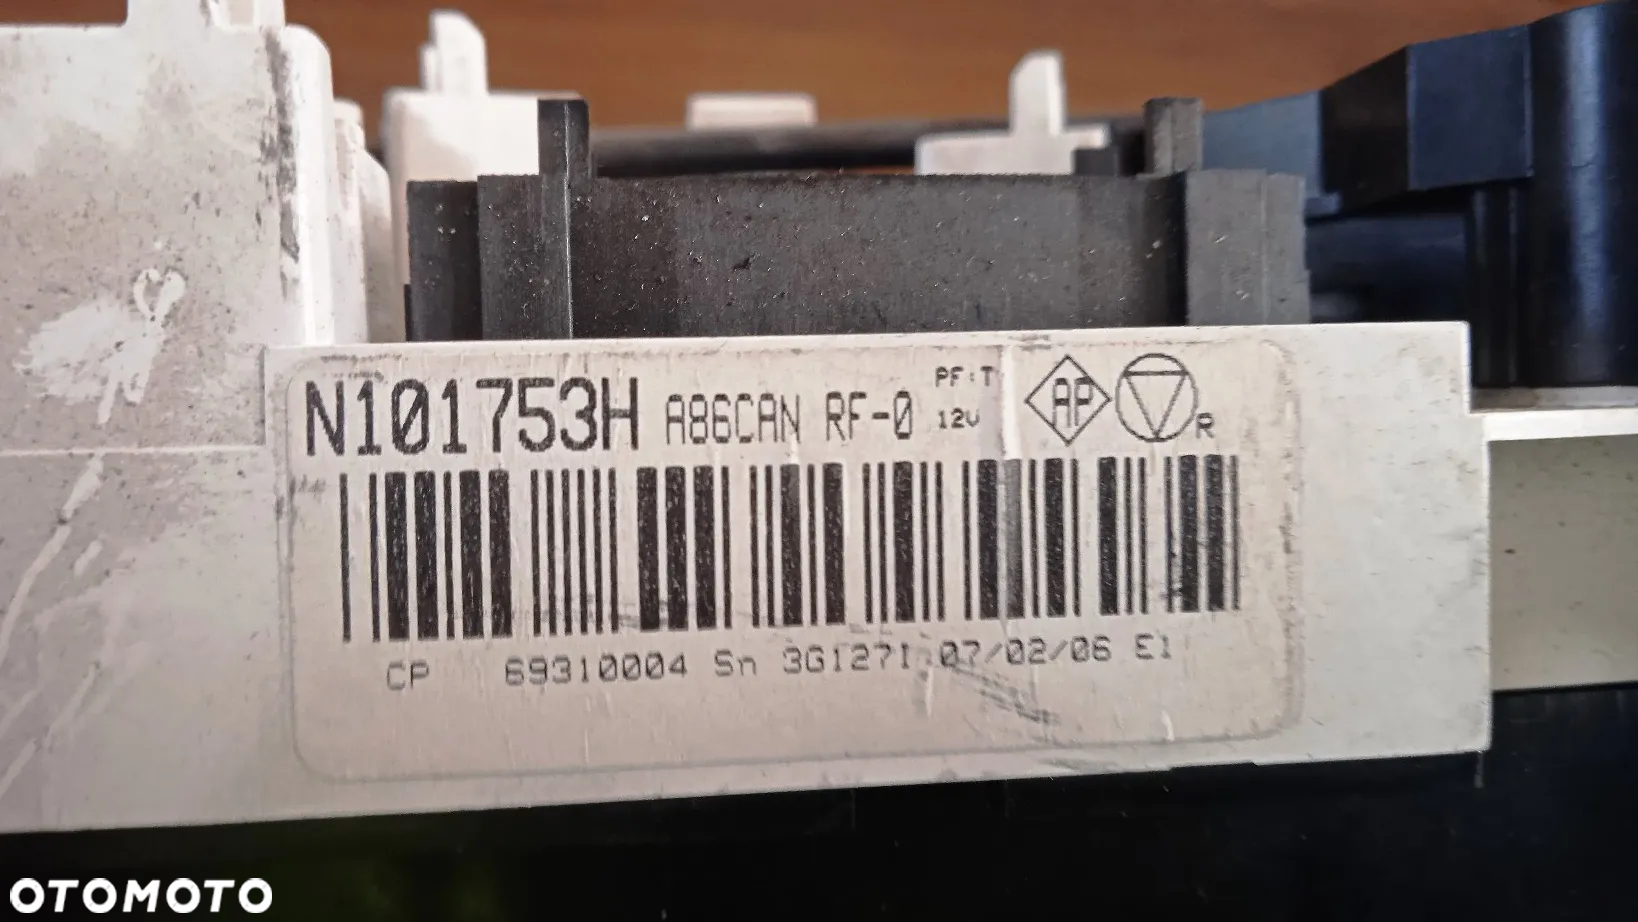 N101753H A86CAN RF-0 PF:T 12V AP R
CP 69310004 Sn 3G127I 07/02/06 E1
OTOMOTO